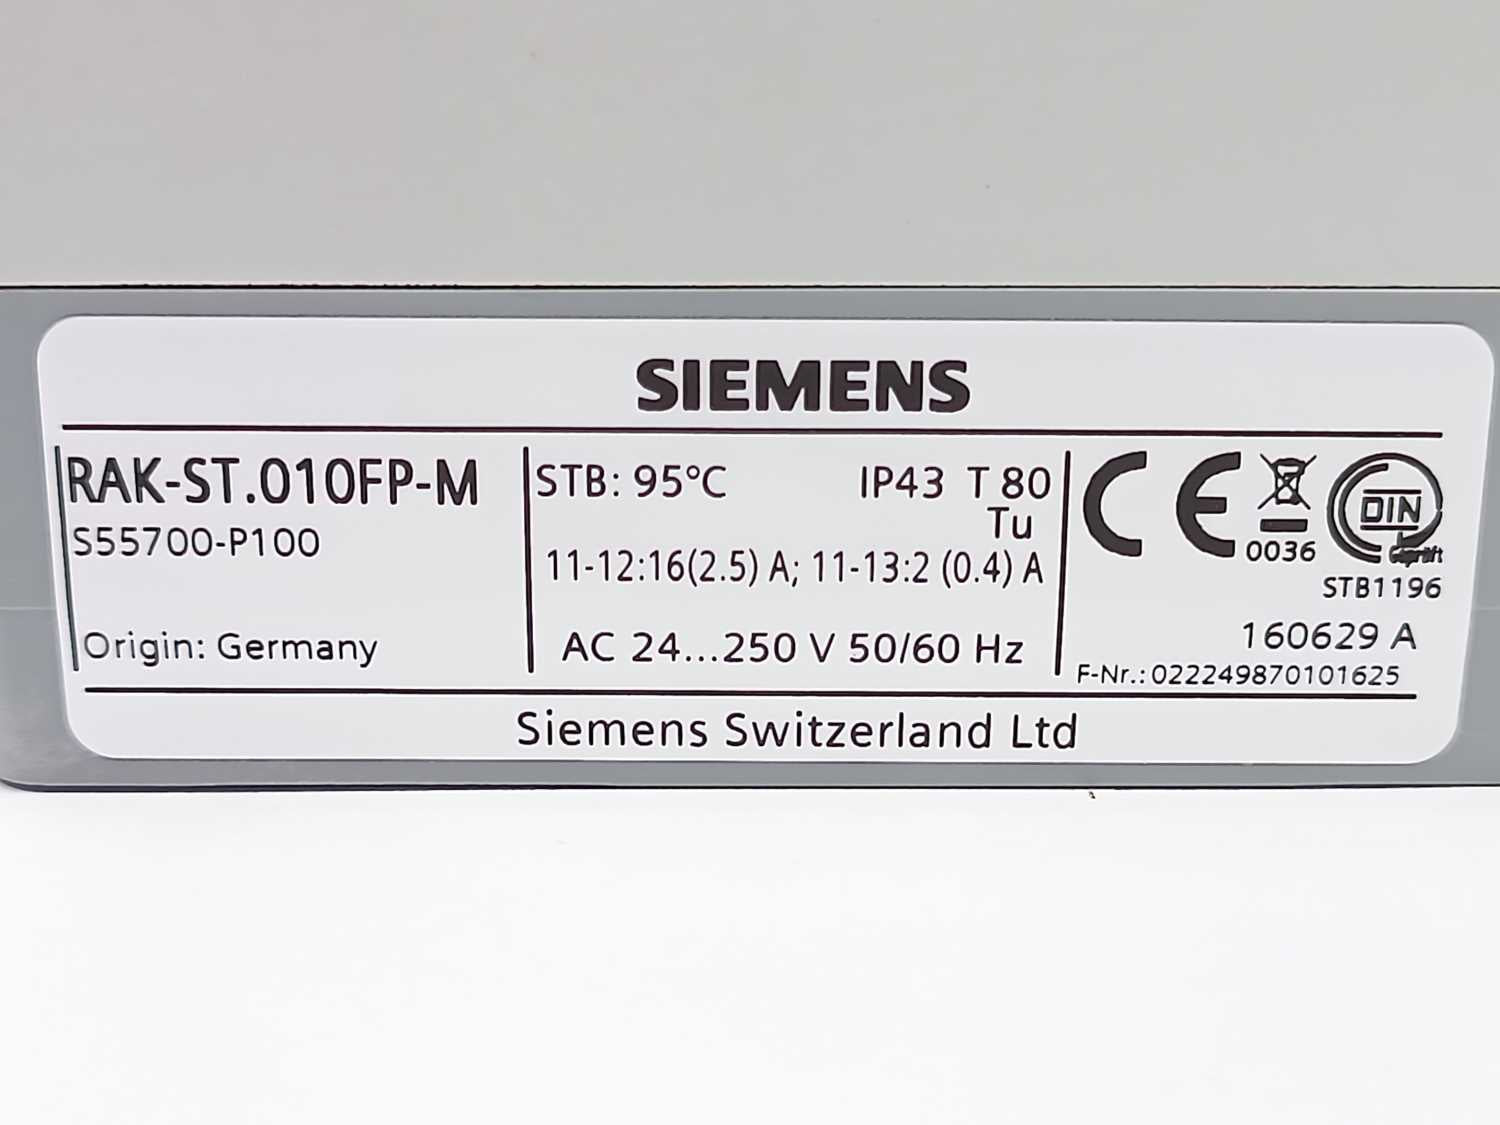 SIEMENS
RAK-ST.010FP-M
S55700-P100
Origin: Germany
STB: 95°C IP43 T 80
Tu
11-12:16(2.5) A; 11-13:2 (0.4) A
AC 24...250 V 50/60 Hz
CE
0036
DIN
Geprüft
STB1196
160629 A
F-Nr.:022249870101625
Siemens Switzerland Ltd